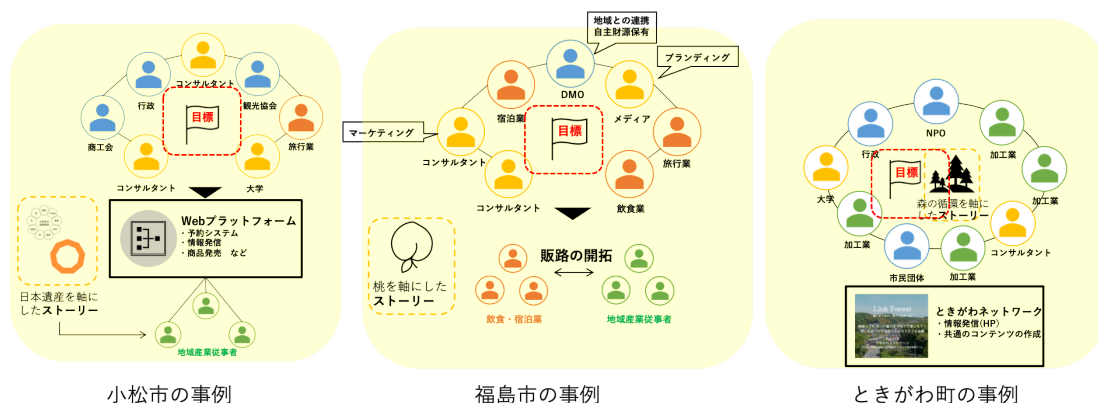 コンサルタント
行政
観光協会
目標
商工会
旅行業
コンサルタント
大学
Webプラットフォーム
・予約システム
・情報発信
・商品発売 など
日本遺産を軸に
したストーリー
地域産業従事者
小松市の事例
地域との連携
自主財源保有
ブランディング
DMO
宿泊業
メディア
マーケティング
目標
コンサルタント
旅行業
コンサルタント
飲食業
販路の開拓
桃を軸にした
ストーリー
飲食・宿泊業
地域産業従事者
福島市の事例
NPO
行政
加工業
目標
大学
森の循環を軸に
したストーリー
加工業
加工業
コンサルタント
市民団体
加工業
Link Forest
ときがわネットワーク
・情報発信(HP)
・共通のコンテンツの作成
ときがわ町の事例